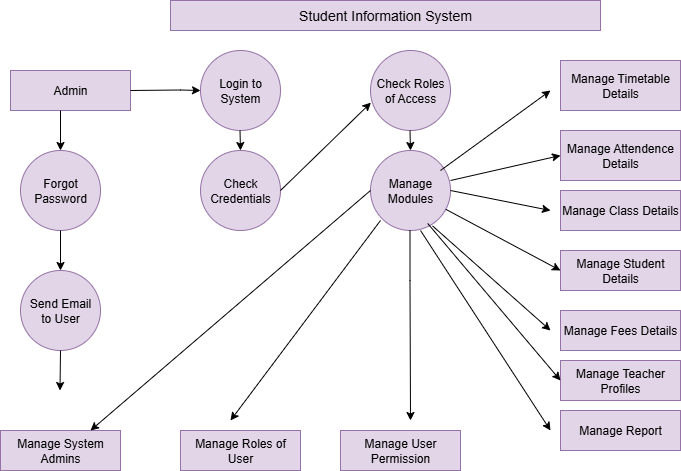 Student Information System
Admin
Login to
System
Check Roles
of Access
Manage Timetable
Details
Manage Attendence
Details
Forgot
Password
Check
Credentials
Manage
Modules
Manage Class Details
Manage Student
Details
Send Email
to User
Manage Fees Details
Manage Teacher
Profiles
Manage Report
Manage System
Admins
Manage Roles of
User
Manage User
Permission